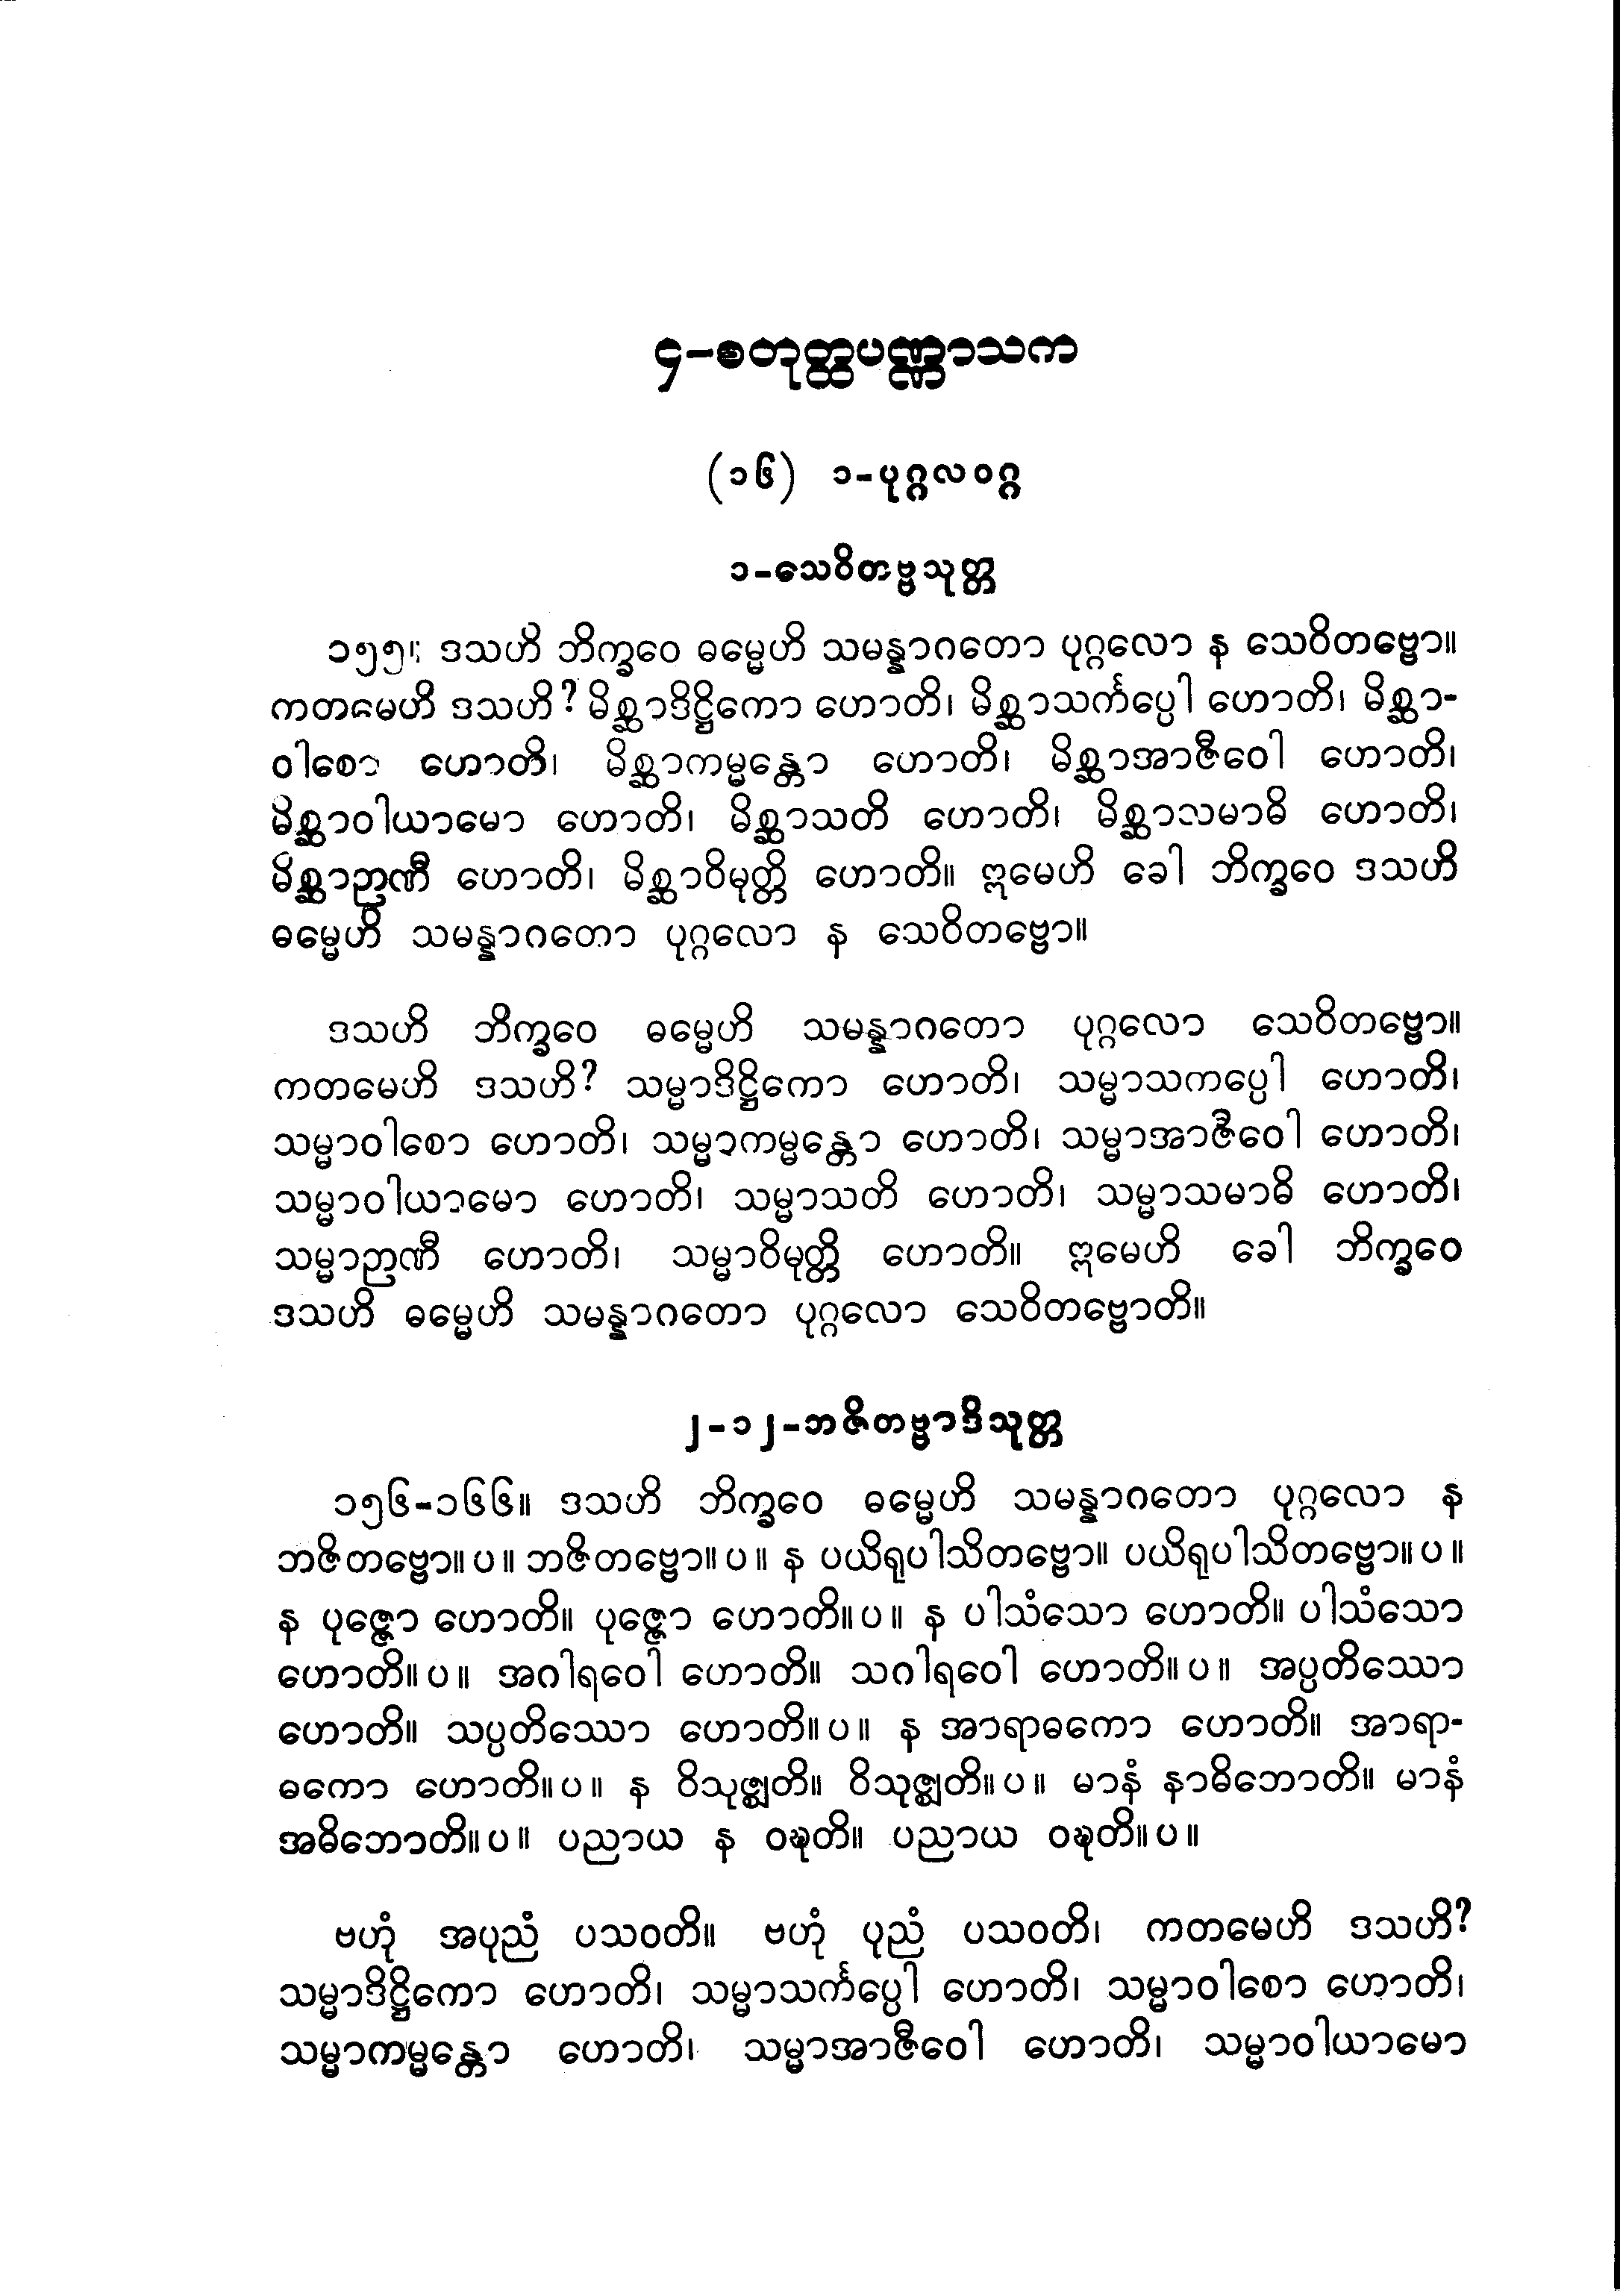 ၄-စတုတ္ထပဏ္ဏာသက
(၁၆) ၁-ပုဂ္ဂလဝဂ္ဂ
၁-သေဝိတဗ္ဗသုတ္တ
၁၅၅။ ဒသဟိ ဘိက္ခဝေ ဓမ္မေဟိ သမန္နာဂတော ပုဂ္ဂလော န သေဝိတဗ္ဗော။
ကတမေဟိ ဒသဟိ? မိစ္ဆာဒိဋ္ဌိကော ဟောတိ၊ မိစ္ဆာသင်္ကပ္ပေါ ဟောတိ၊ မိစ္ဆာ-
ဝါစော ဟောတိ၊ မိစ္ဆာကမ္မန္တော ဟောတိ၊ မိစ္ဆာအာဇီဝေါ ဟောတိ၊
မိစ္ဆာဝါယာမော ဟောတိ၊ မိစ္ဆာသတိ ဟောတိ၊ မိစ္ဆာသမာဓိ ဟောတိ၊
မိစ္ဆာဉာဏီ ဟောတိ၊ မိစ္ဆာဝိမုတ္တိ ဟောတိ။ ဣမေဟိ ခေါ ဘိက္ခဝေ ဒသဟိ
ဓမ္မေဟိ သမန္နာဂတော ပုဂ္ဂလော န သေဝိတဗ္ဗော။
ဒသဟိ ဘိက္ခဝေ ဓမ္မေဟိ သမန္နာဂတော ပုဂ္ဂလော သေဝိတဗ္ဗော။
ကတမေဟိ ဒသဟိ? သမ္မာဒိဋ္ဌိကော ဟောတိ၊ သမ္မာသကပ္ပေါ ဟောတိ၊
သမ္မာဝါစော ဟောတိ၊ သမ္မာကမ္မန္တော ဟောတိ၊ သမ္မာအာဇီဝေါ ဟောတိ၊
သမ္မာဝါယာမော ဟောတိ၊ သမ္မာသတိ ဟောတိ၊ သမ္မာသမာဓိ ဟောတိ၊
သမ္မာဉာဏီ ဟောတိ၊ သမ္မာဝိမုတ္တိ ဟောတိ။ ဣမေဟိ ခေါ ဘိက္ခဝေ
ဒသဟိ ဓမ္မေဟိ သမန္နာဂတော ပုဂ္ဂလော သေဝိတဗ္ဗောတိ။
၂-၁၂-ဘဇိတဗ္ဗာဒိသုတ္တ
၁၅၆-၁၆၆။ ဒသဟိ ဘိက္ခဝေ ဓမ္မေဟိ သမန္နာဂတော ပုဂ္ဂလော န
ဘဇိတဗ္ဗော။ပ။ ဘဇိတဗ္ဗော။ပ။ န ပယိရုပါသိတဗ္ဗော။ ပယိရုပါသိတဗ္ဗော။ပ။
န ပုဇ္ဇော ဟောတိ။ ပုဇ္ဇော ဟောတိ။ပ။ န ပါသံသော ဟောတိ။ ပါသံသော
ဟောတိ။ပ။ အဂါရဝေါ ဟောတိ။ သဂါရဝေါ ဟောတိ။ပ။ အပ္ပတိဿော
ဟောတိ။ သပ္ပတိဿော ဟောတိ။ပ။ န အာရာဓကော ဟောတိ။ အာရာ-
ဓကော ဟောတိ။ပ။ န ဝိသုဇ္ဈတိ။ ဝိသုဇ္ဈတိ။ပ။ မာနံ နာဓိဘောတိ။ မာနံ
အဓိဘောတိ။ပ။ ပညာယ န ဝဍ္ဎတိ။ ပညာယ ဝဍ္ဎတိ။ပ။
ဗဟုံ အပုညံ ပသဝတိ။ ဗဟုံ ပုညံ ပသဝတိ၊ ကတမေဟိ ဒသဟိ?
သမ္မာဒိဋ္ဌိကော ဟောတိ၊ သမ္မာသင်္ကပ္ပေါ ဟောတိ၊ သမ္မာဝါစော ဟောတိ၊
သမ္မာကမ္မန္တော ဟောတိ၊ သမ္မာအာဇီဝေါ ဟောတိ၊ သမ္မာဝါယာမော